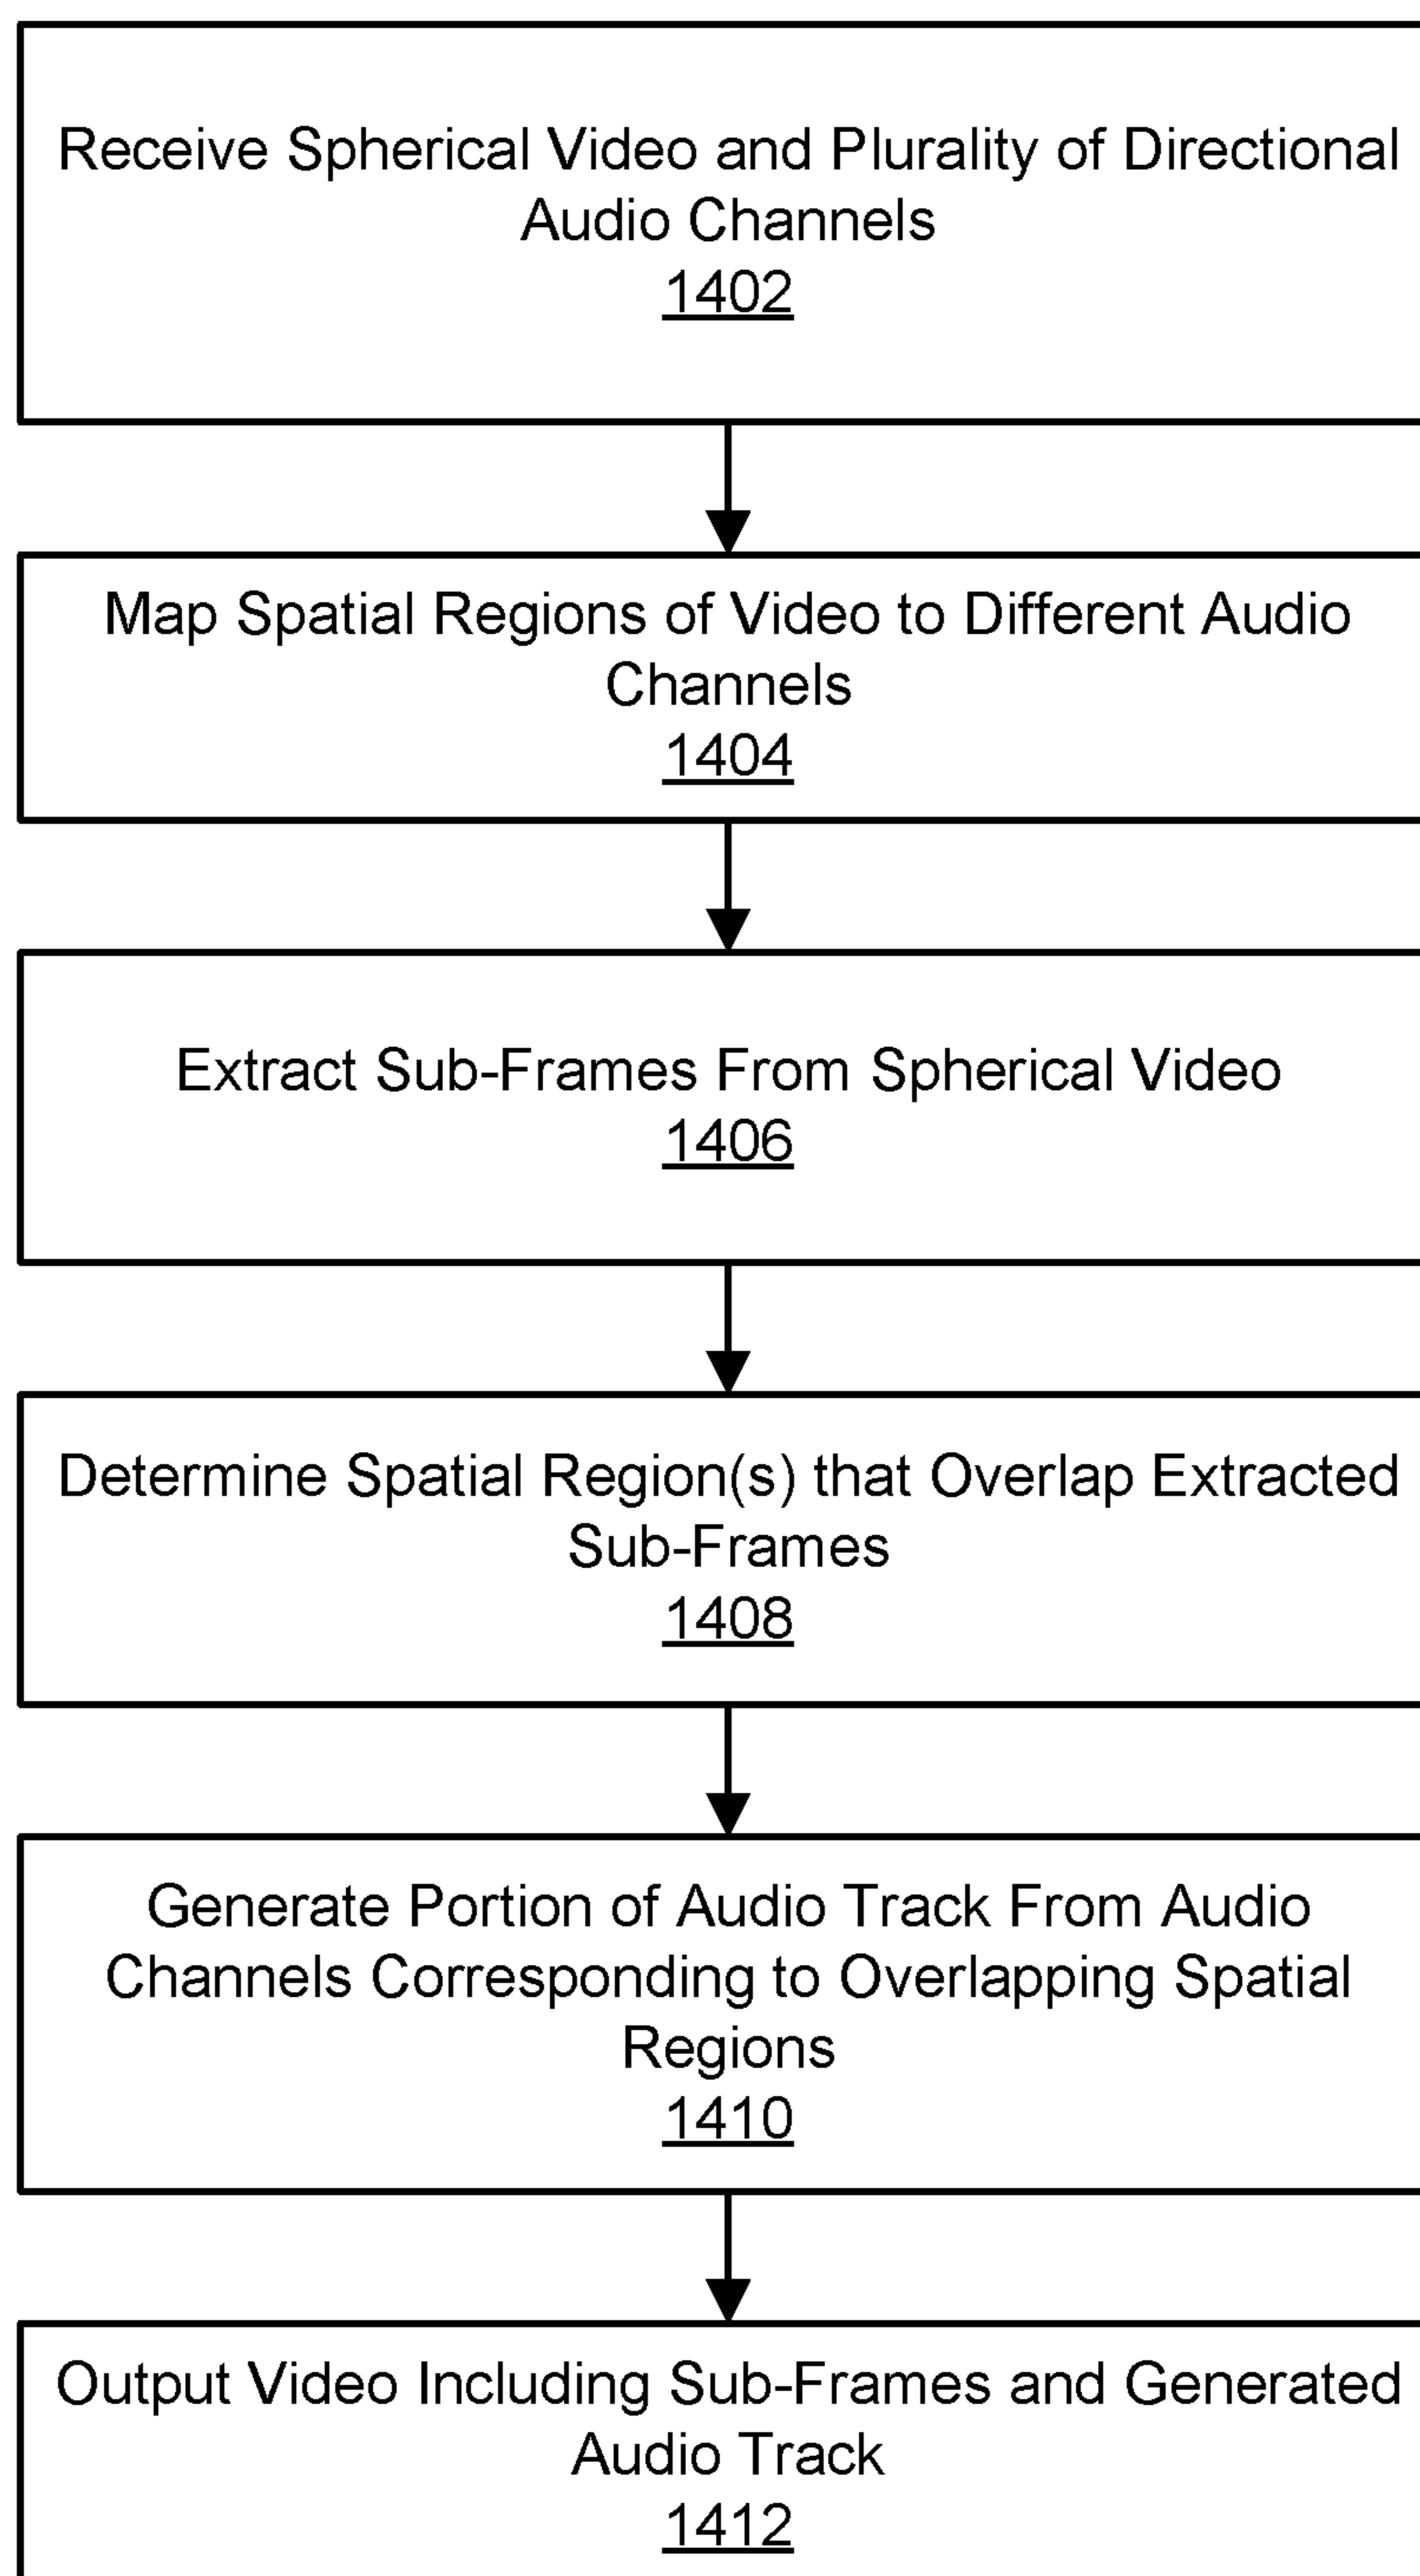 Receive Spherical Video and Plurality of Directional
Audio Channels
1402
Map Spatial Regions of Video to Different Audio
Channels
1404
Extract Sub-Frames From Spherical Video
1406
Determine Spatial Region(s) that Overlap Extracted
Sub-Frames
1408
Generate Portion of Audio Track From Audio
Channels Corresponding to Overlapping Spatial
Regions
1410
Output Video Including Sub-Frames and Generated
Audio Track
1412